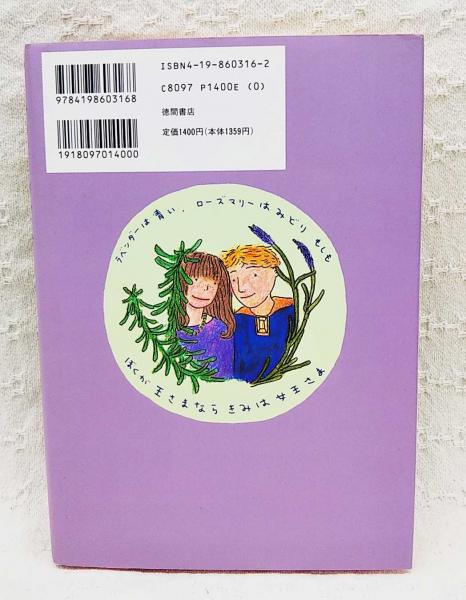 ISBN4-19-860316-2
C8097 P1400E (0)
徳間書店
定価1400円(本体1359円)
9784198603168
1918097014000
ラベンダーは青い、ローズマリーはみどり もしも
ぼくが 王さまなら きみは 女王さま